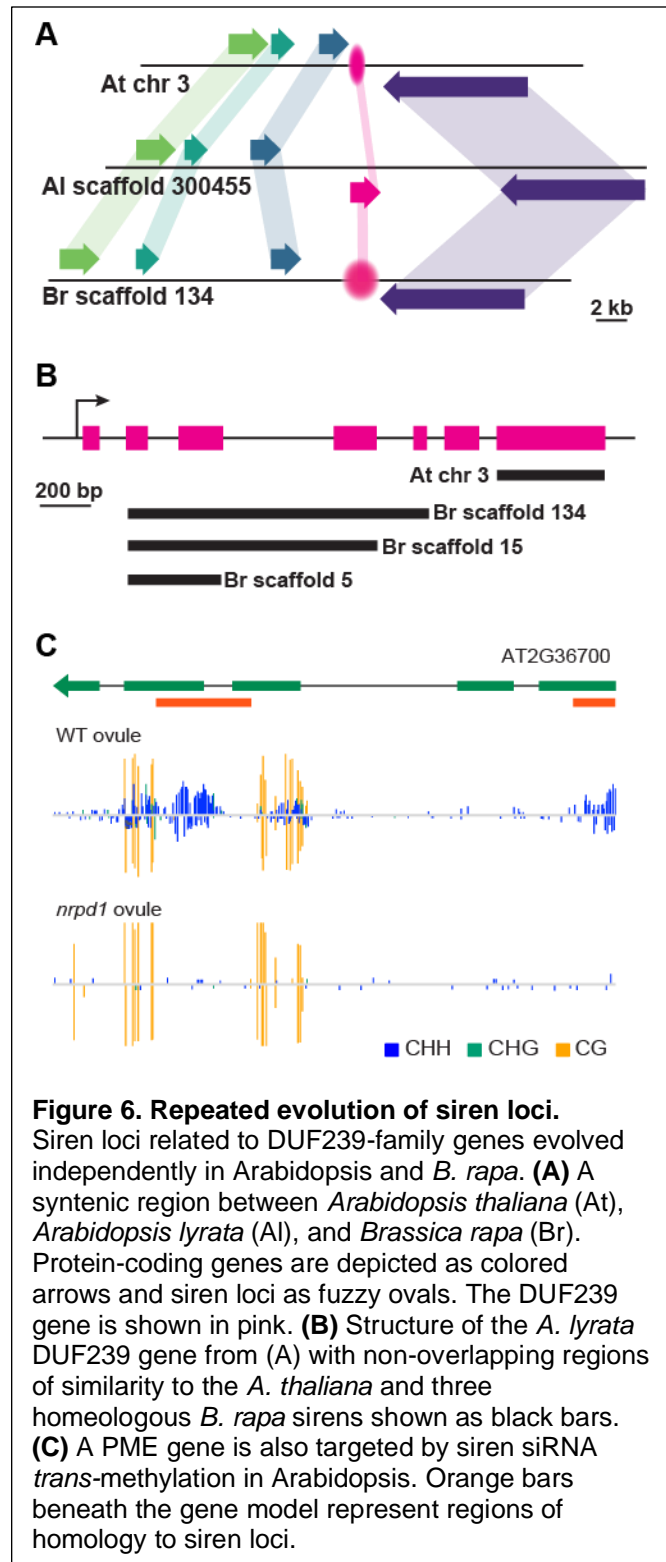 A
At chr 3
Al scaffold 300455
Br scaffold 134
2 kb
B
At chr 3
200 bp
Br scaffold 134
Br scaffold 15
Br scaffold 5
C
AT2G36700
WT ovule
nrpd1 ovule
CHH CHG CG
Figure 6. Repeated evolution of siren loci.
Siren loci related to DUF239-family genes evolved
independently in Arabidopsis and B. rapa. (A) A
syntenic region between Arabidopsis thaliana (At),
Arabidopsis lyrata (Al), and Brassica rapa (Br).
Protein-coding genes are depicted as colored
arrows and siren loci as fuzzy ovals. The DUF239
gene is shown in pink. (B) Structure of the A. lyrata
DUF239 gene from (A) with non-overlapping regions
of similarity to the A. thaliana and three
homeologous B. rapa sirens shown as black bars.
(C) A PME gene is also targeted by siren siRNA
trans-methylation in Arabidopsis. Orange bars
beneath the gene model represent regions of
homology to siren loci.